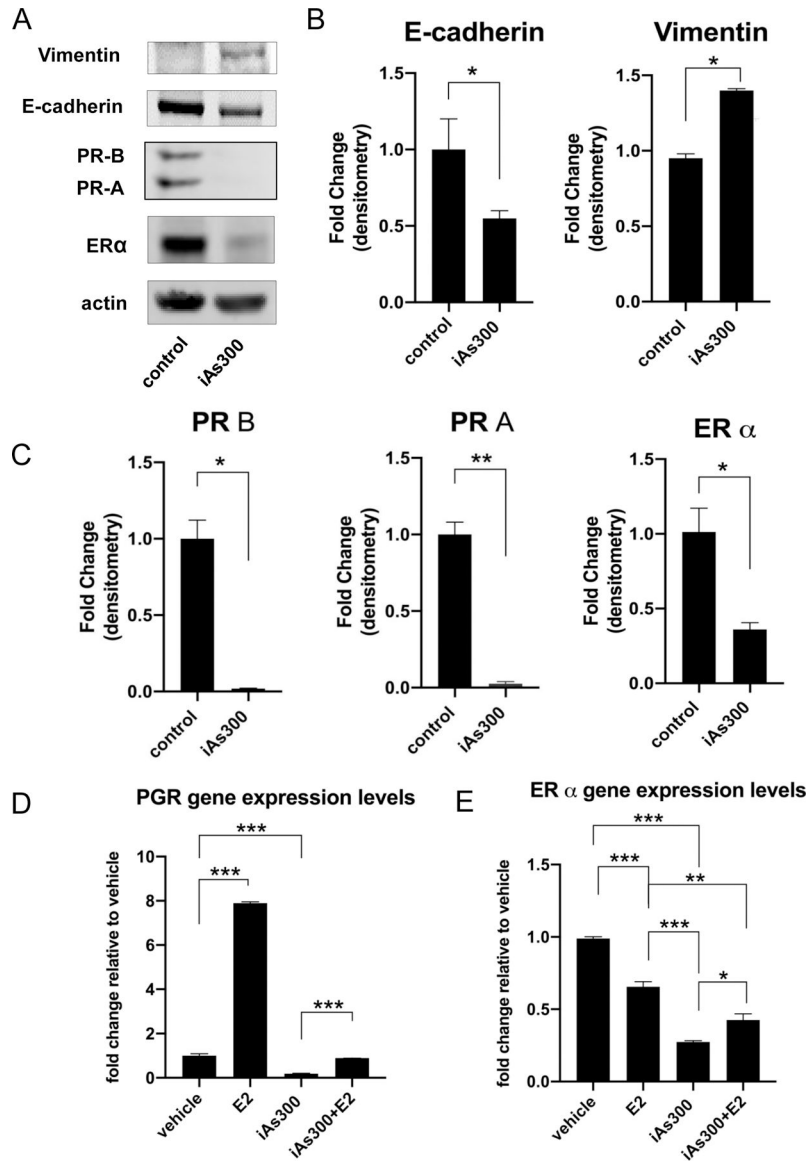 A
Vimentin
E-cadherin
PR-B
PR-A
ERα
actin
control
iAs300
B
E-cadherin
Fold Change
(densitometry)
1.5
1.0
0.5
0.0
*
control
iAs300
Vimentin
Fold Change
(densitometry)
1.5
1.0
0.5
0.0
*
control
iAs300
C
PR B
Fold Change
(densitometry)
1.5
1.0
0.5
0.0
*
control
iAs300
PR A
Fold Change
(densitometry)
1.5
1.0
0.5
0.0
**
control
iAs300
ER α
Fold Change
(densitometry)
1.5
1.0
0.5
0.0
*
control
iAs300
D
PGR gene expression levels
fold change relative to vehicle
10
8
6
4
2
0
***
***
***
vehicle
E2
iAs300
iAs300+E2
E
ER α gene expression levels
fold change relative to vehicle
1.5
1.0
0.5
0.0
***
***
**
***
*
vehicle
E2
iAs300
iAs300+E2